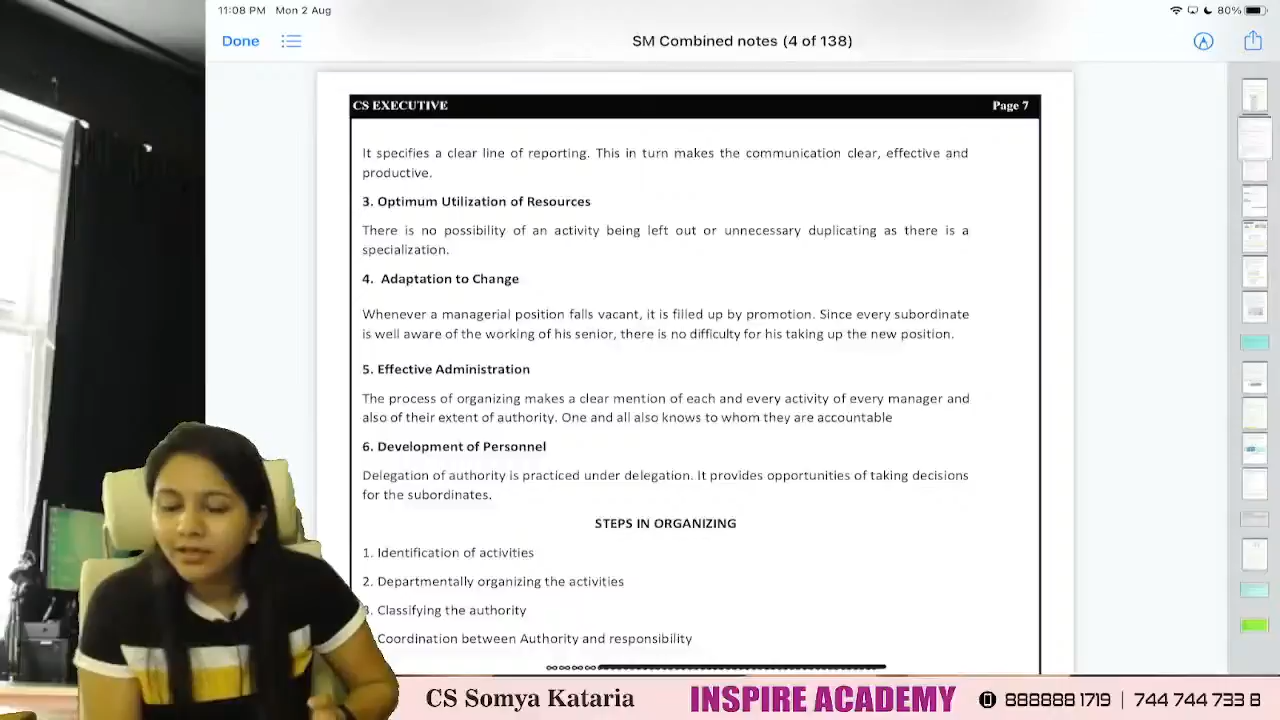 11:08 PM Mon 2 Aug
80%
Done
SM Combined notes (4 of 138)
CS EXECUTIVE Page 7
It specifies a clear line of reporting. This in turn makes the communication clear, effective and
productive.
3. Optimum Utilization of Resources
There is no possibility of an activity being left out or unnecessary duplicating as there is a
specialization.
4. Adaptation to Change
Whenever a managerial position falls vacant, it is filled up by promotion. Since every subordinate
is well aware of the working of his senior, there is no difficulty for his taking up the new position.
5. Effective Administration
The process of organizing makes a clear mention of each and every activity of every manager and
also of their extent of authority. One and all also knows to whom they are accountable
6. Development of Personnel
Delegation of authority is practiced under delegation. It provides opportunities of taking decisions
for the subordinates.
STEPS IN ORGANIZING
1. Identification of activities
2. Departmentally organizing the activities
3. Classifying the authority
Coordination between Authority and responsibility
CS Somya Kataria INSPIRE ACADEMY 888888 1719 | 744 744 733 8